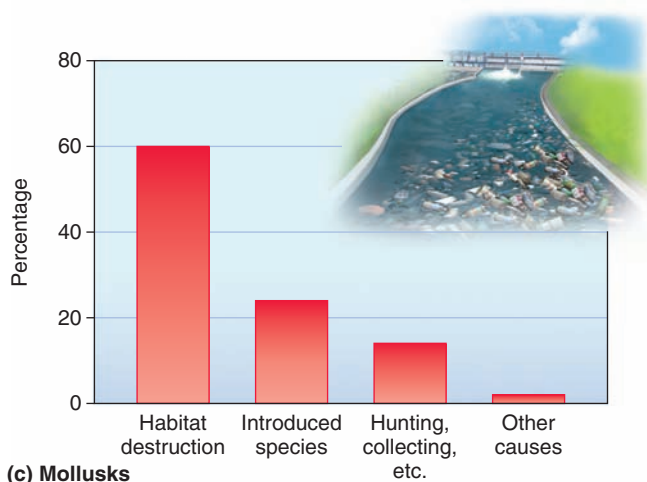 80
60
40
20
0
Percentage
Habitat
destruction
Introduced
species
Hunting,
collecting,
etc.
Other
causes
(c) Mollusks